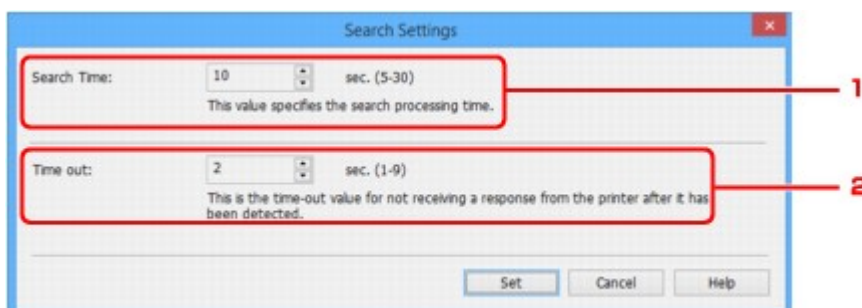 Search Settings
Search Time: 10 sec. (5-30)
This value specifies the search processing time.
1
Time out: 2 sec. (1-9)
This is the time-out value for not receiving a response from the printer after it has
been detected.
2
Set Cancel Help